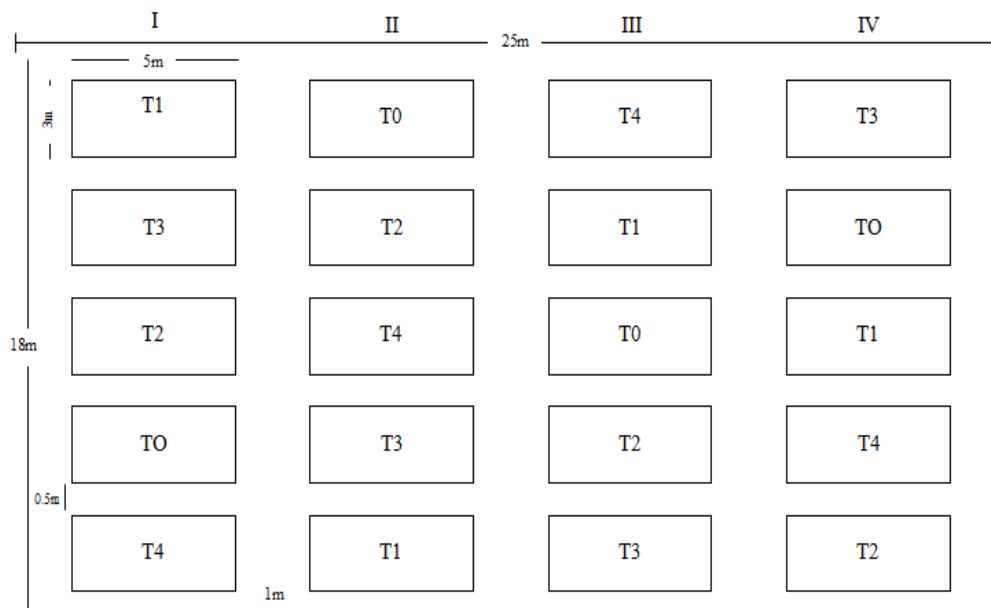 I II III IV
25m
5m
3m
T1 T0 T4 T3
T3 T2 T1 TO
T2 T4 T0 T1
18m
TO T3 T2 T4
0.5m
T4 T1 T3 T2
1m